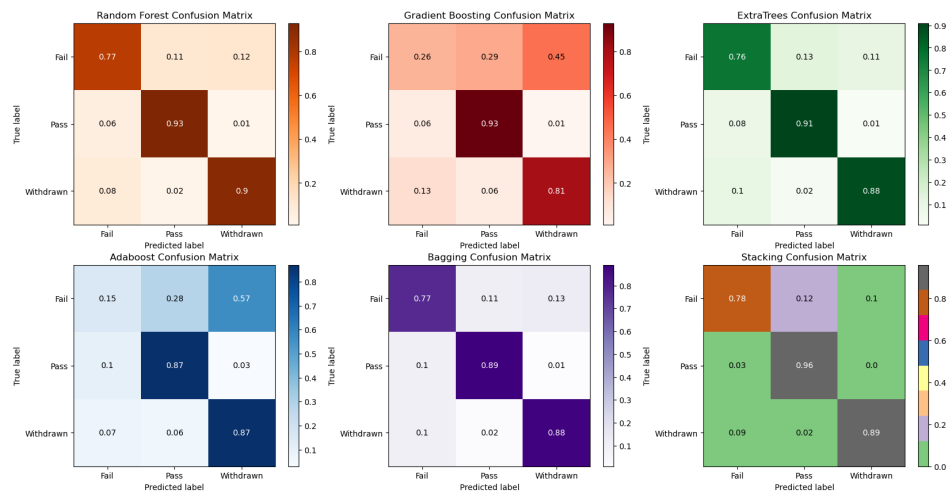 Random Forest Confusion Matrix
True label
Fail 0.77 0.11 0.12
Pass 0.06 0.93 0.01
Withdrawn 0.08 0.02 0.9
Fail Pass Withdrawn
Predicted label
0.8
0.6
0.4
0.2
Gradient Boosting Confusion Matrix
True label
Fail 0.26 0.29 0.45
Pass 0.06 0.93 0.01
Withdrawn 0.13 0.06 0.81
Fail Pass Withdrawn
Predicted label
0.8
0.6
0.4
0.2
ExtraTrees Confusion Matrix
True label
Fail 0.76 0.13 0.11
Pass 0.08 0.91 0.01
Withdrawn 0.1 0.02 0.88
Fail Pass Withdrawn
Predicted label
0.9
0.8
0.7
0.6
0.5
0.4
0.3
0.2
0.1
Adaboost Confusion Matrix
True label
Fail 0.15 0.28 0.57
Pass 0.1 0.87 0.03
Withdrawn 0.07 0.06 0.87
Fail Pass Withdrawn
Predicted label
0.8
0.7
0.6
0.5
0.4
0.3
0.2
0.1
Bagging Confusion Matrix
True label
Fail 0.77 0.11 0.13
Pass 0.1 0.89 0.01
Withdrawn 0.1 0.02 0.88
Fail Pass Withdrawn
Predicted label
0.8
0.7
0.6
0.5
0.4
0.3
0.2
0.1
Stacking Confusion Matrix
True label
Fail 0.78 0.12 0.1
Pass 0.03 0.96 0.0
Withdrawn 0.09 0.02 0.89
Fail Pass Withdrawn
Predicted label
0.8
0.6
0.4
0.2
0.0